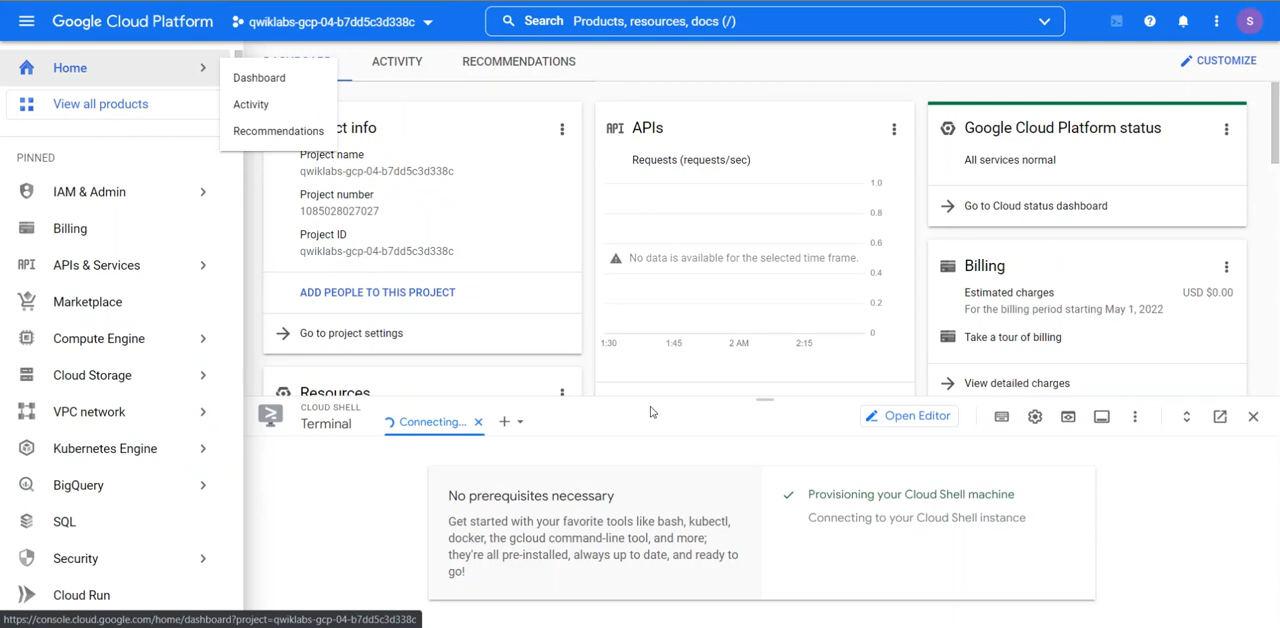 Google Cloud Platform
qwiklabs-gcp-04-b7dd5c3d338c
Search Products, resources, docs (/)
S
Home
View all products
PINNED
IAM & Admin
Billing
API APIs & Services
Marketplace
Compute Engine
Cloud Storage
VPC network
Kubernetes Engine
BigQuery
SQL
Security
Cloud Run
Dashboard
Activity
Recommendations
ACTIVITY
RECOMMENDATIONS
CUSTOMIZE
info
Project name
qwiklabs-gcp-04-b7dd5c3d338c
Project number
1085028027027
Project ID
qwiklabs-gcp-04-b7dd5c3d338c
ADD PEOPLE TO THIS PROJECT
Go to project settings
Resources
API APIs
Requests (requests/sec)
1.0
0.8
0.6
No data is available for the selected time frame.
0.4
0.2
0
1:30
1:45
2 AM
2:15
Google Cloud Platform status
All services normal
Go to Cloud status dashboard
Billing
Estimated charges
USD $0.00
For the billing period starting May 1, 2022
Take a tour of billing
View detailed charges
CLOUD SHELL
Terminal
Connecting...
Open Editor
No prerequisites necessary
Get started with your favorite tools like bash, kubectl,
docker, the gcloud command-line tool, and more;
they're all pre-installed, always up to date, and ready to
go!
Provisioning your Cloud Shell machine
Connecting to your Cloud Shell instance
https://console.cloud.google.com/home/dashboard?project=qwiklabs-gcp-04-b7dd5c3d338c